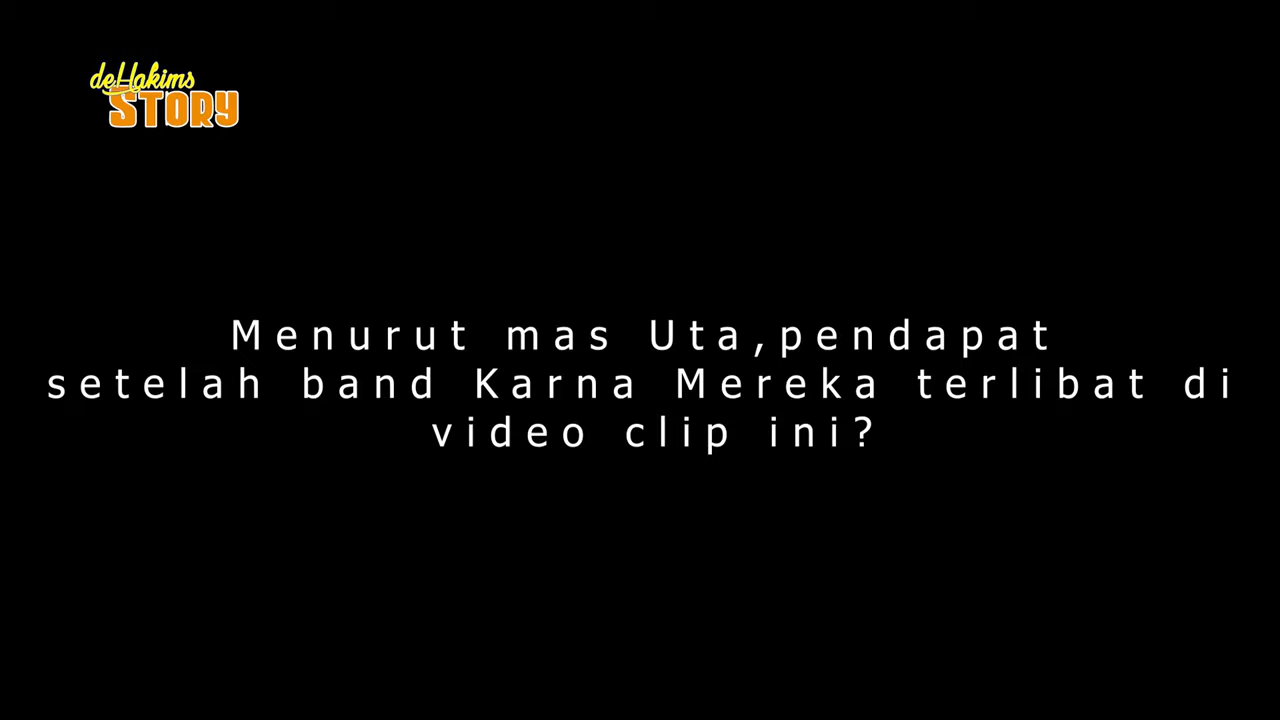 deHakims
STORY
Menurut mas Uta,pendapat
setelah band Karna Mereka terlibat di
video clip ini?